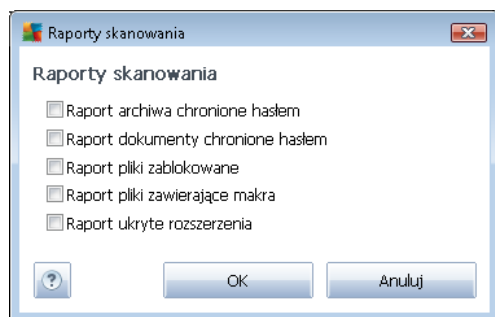 Raporty skanowania
Raporty skanowania
Raport archiwa chronione hasłem
Raport dokumenty chronione hasłem
Raport pliki zablokowane
Raport pliki zawierające makra
Raport ukryte rozszerzenia
?
OK
Anuluj